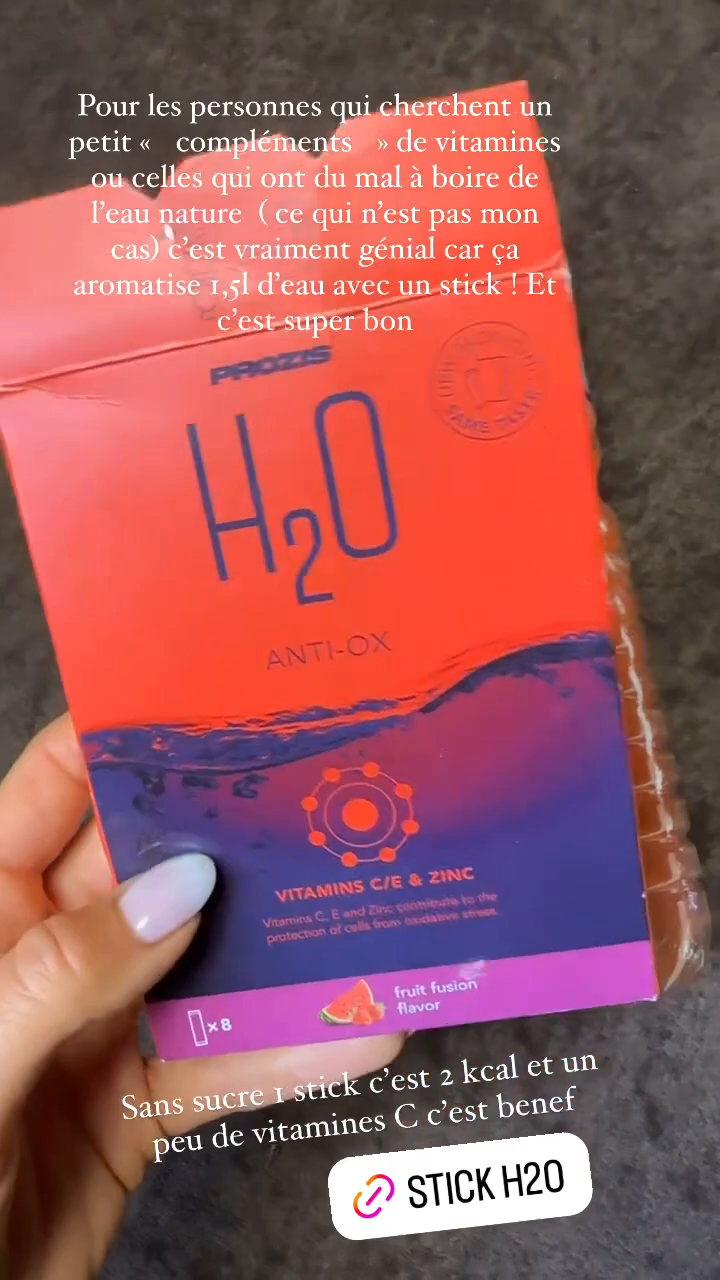 Pour les personnes qui cherchent un
petit « compléments » de vitamines
ou celles qui ont du mal à boire de
l’eau nature ( ce qui n’est pas mon
cas) c’est vraiment génial car ça
aromatise 1,5l d’eau avec un stick ! Et
c’est super bon
PROZIS
SAME TASTE
H2O
ANTI-OX
VITAMINS C/E & ZINC
Vitamins C, E and Zinc contribute to the
protection of cells from oxidative stress.
fruit fusion
flavor
x8
Sans sucre 1 stick c’est 2 kcal et un
peu de vitamines C c’est benef
STICK H2O